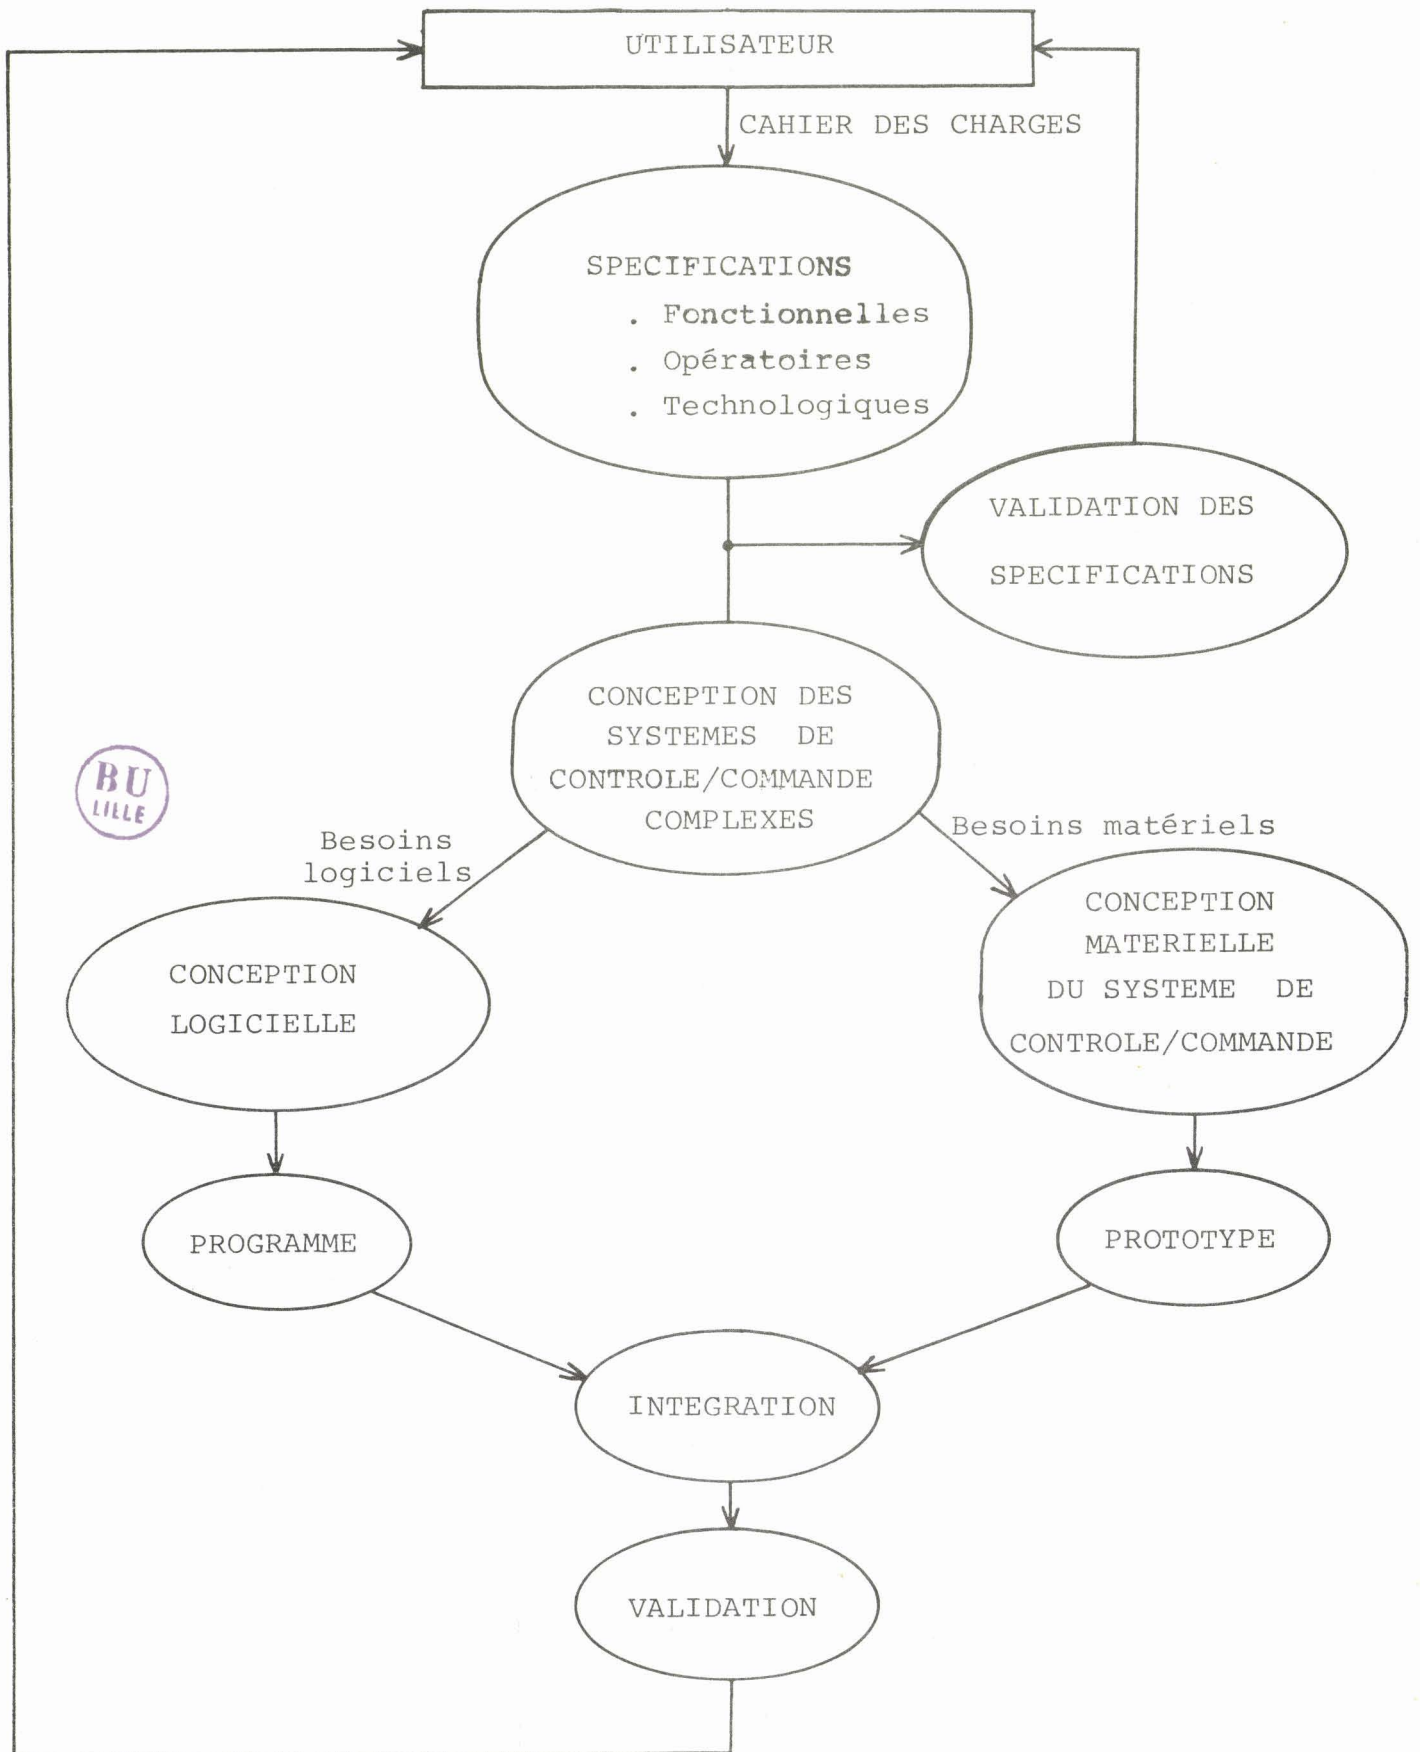 UTILISATEUR
CAHIER DES CHARGES
SPECIFICATIONS
. Fonctionnelles
. Opératoires
. Technologiques
VALIDATION DES
SPECIFICATIONS
CONCEPTION DES
SYSTEMES DE
CONTROLE/COMMANDE
COMPLEXES
BU
LILLE
Besoins
logiciels
Besoins matériels
CONCEPTION
LOGICIELLE
CONCEPTION
MATERIELLE
DU SYSTEME DE
CONTROLE/COMMANDE
PROGRAMME
PROTOTYPE
INTEGRATION
VALIDATION